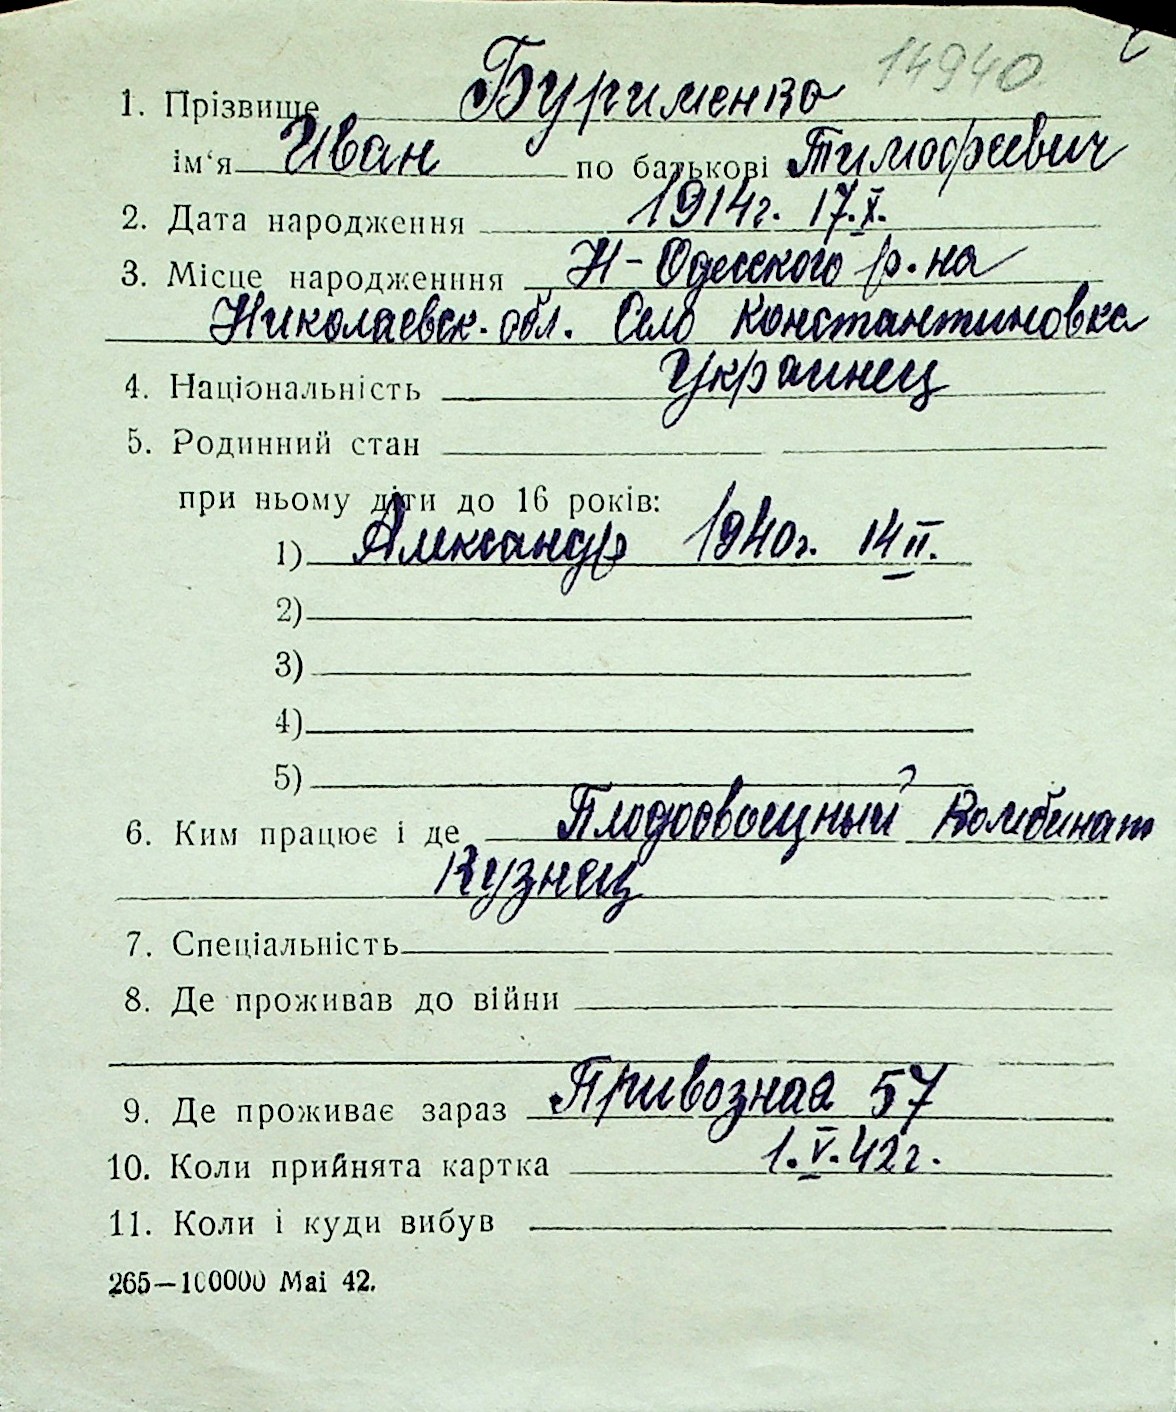 14940
1. Прізвище Бурименко
ім'я Иван по батькові Тимофеевич
2. Дата народження 1914г. 17.X.
3. Місце народженння Н-Одесского р-на
Николаевск. обл. Село Константиновка
4. Національність Украинец
5. Родинний стан
при ньому діти до 16 років:
1) Александр 1940г. 14 II.
2)
3)
4)
5)
6. Ким працює і де Плодоовощный Комбинат
Кузнец
7. Спеціальність
8. Де проживав до війни
9. Де проживає зараз Привозная 57
10. Коли прийнята картка 1.V.42г.
11. Коли і куди вибув
265—100000 Mai 42.